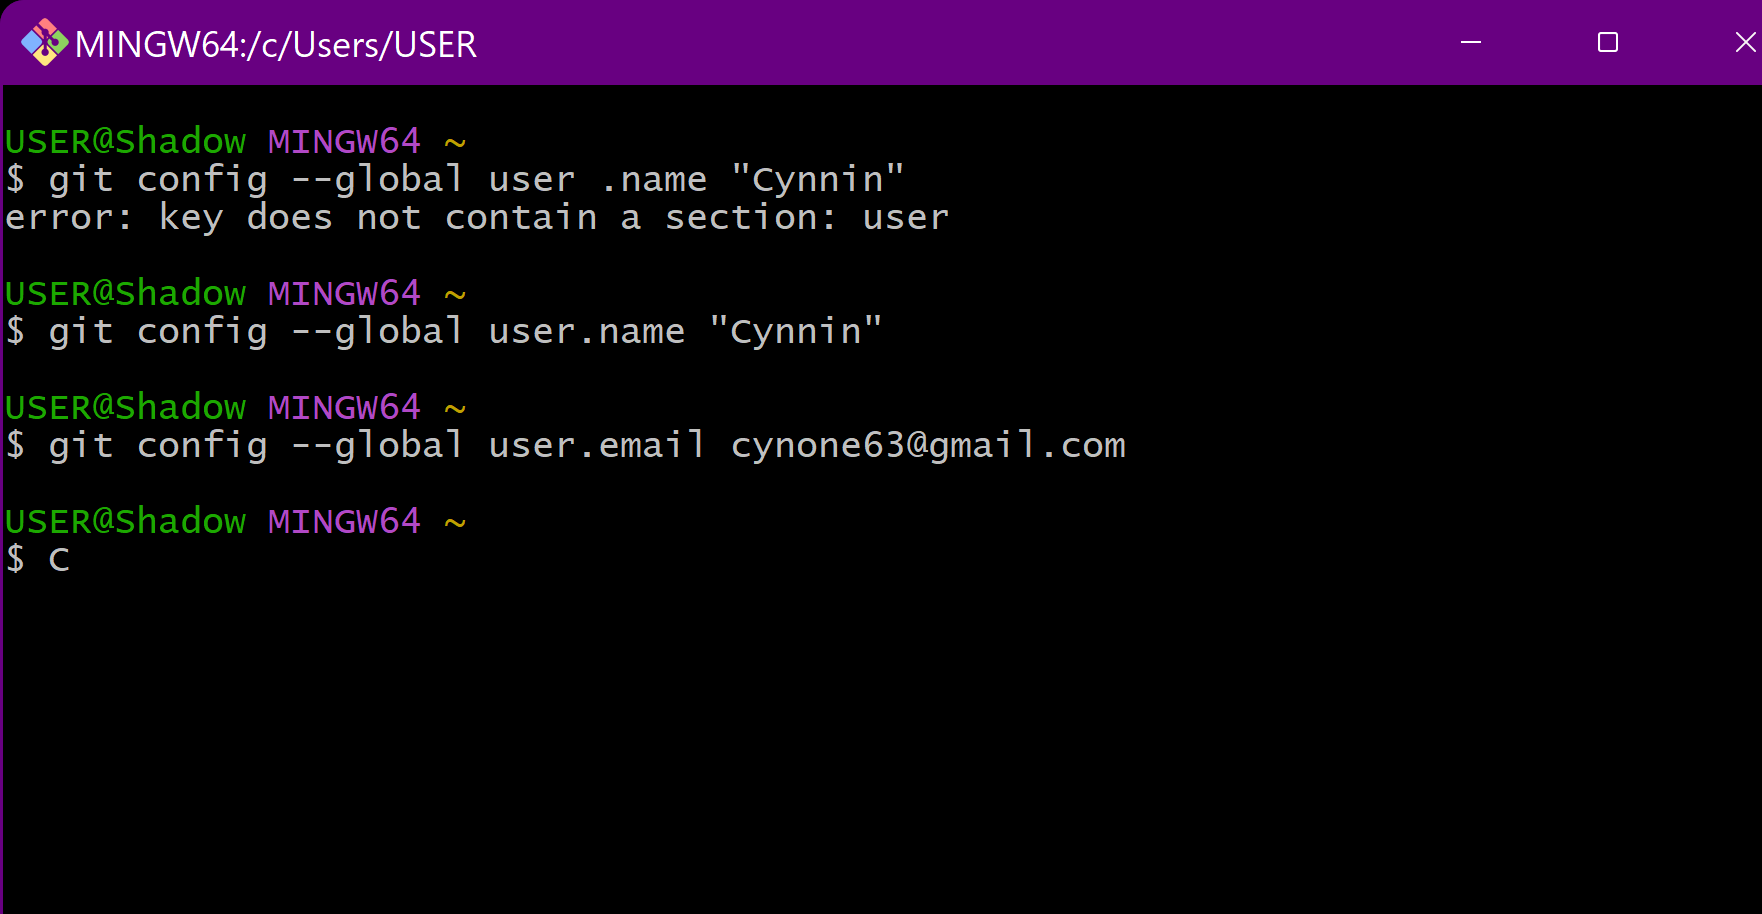 MINGW64:/c/Users/USER
USER@Shadow MINGW64 ~
$ git config --global user .name "Cynnin"
error: key does not contain a section: user
USER@Shadow MINGW64 ~
$ git config --global user.name "Cynnin"
USER@Shadow MINGW64 ~
$ git config --global user.email cynone63@gmail.com
USER@Shadow MINGW64 ~
$ C